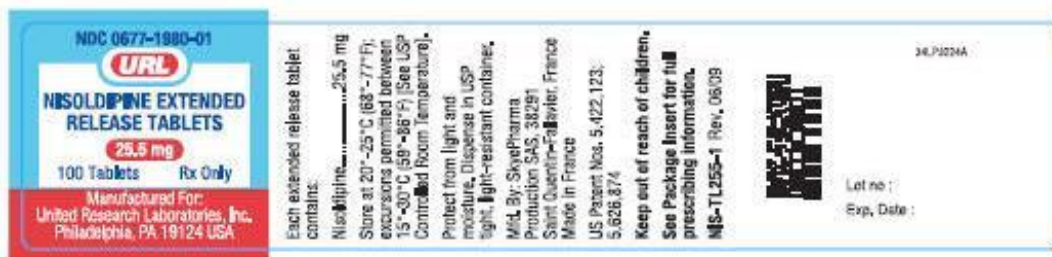 NDC 0677-1980-01
URL
NISOLDIPINE EXTENDED
RELEASE TABLETS
25.5 mg
100 Tablets Rx Only
Manufactured For:
United Research Laboratories, Inc.
Philadelphia, PA 19124 USA
Each extended release tablet
contains:
Nisoldipine..............25.5 mg
Store at 20°-25°C (68°-77°F);
excursions permitted between
15°-30°C (59°-86°F) [See USP
Controlled Room Temperature].
Protect from light and
moisture. Dispense in USP
tight, light-resistant container.
Mfd. By: SkyePharma
Production SAS, 38291
Saint Quentin-Fallavier, France
Made in France
US Patent Nos. 5,422,123;
5,626,874
Keep out of reach of children.
See Package Insert for full
prescribing information.
NIS-TL255-1 Rev. 06/09
Lot no :
Exp. Date :